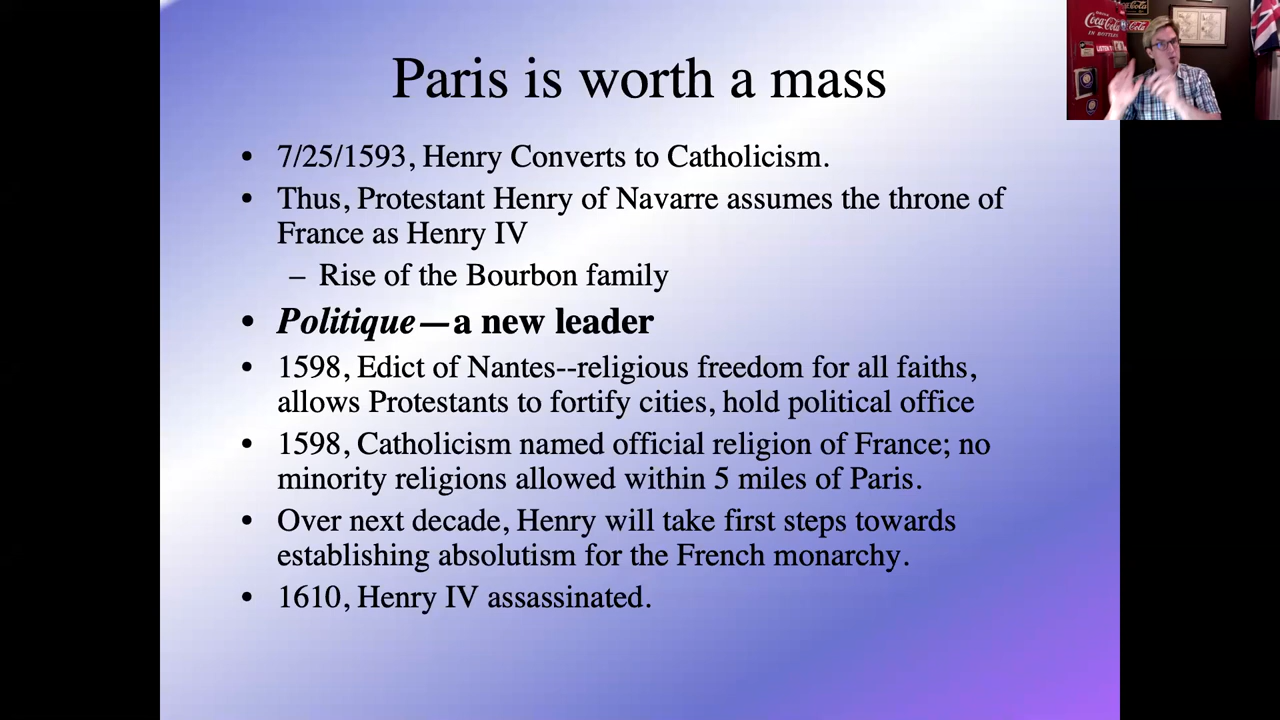 Paris is worth a mass
• 7/25/1593, Henry Converts to Catholicism.
• Thus, Protestant Henry of Navarre assumes the throne of
France as Henry IV
– Rise of the Bourbon family
• Politique—a new leader
• 1598, Edict of Nantes--religious freedom for all faiths,
allows Protestants to fortify cities, hold political office
• 1598, Catholicism named official religion of France; no
minority religions allowed within 5 miles of Paris.
• Over next decade, Henry will take first steps towards
establishing absolutism for the French monarchy.
• 1610, Henry IV assassinated.
Coca-Cola
IN BOTTLES